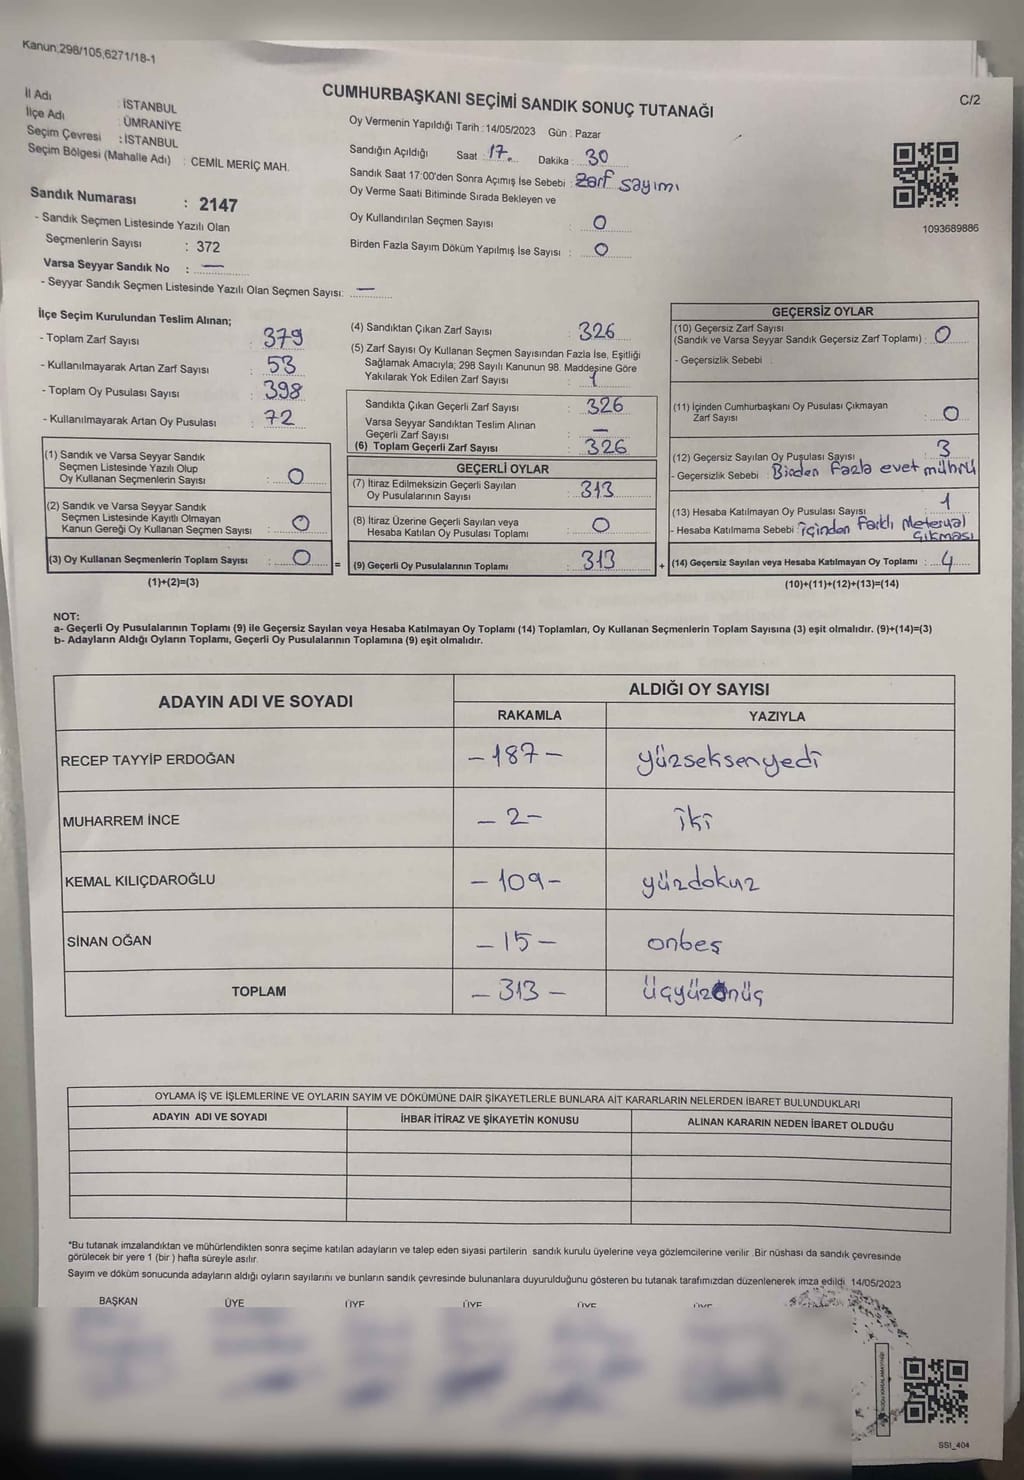 Kanun;298/105;6271/18-1
İl Adı : İSTANBUL
İlçe Adı : ÜMRANİYE
Seçim Çevresi : İSTANBUL
Seçim Bölgesi (Mahalle Adı) : CEMİL MERİÇ MAH.
CUMHURBAŞKANI SEÇİMİ SANDIK SONUÇ TUTANAĞI
C/2
Oy Vermenin Yapıldığı Tarih : 14/05/2023 Gün : Pazar
Sandığın Açıldığı Saat : 17 Dakika : 30
Sandık Saat 17:00'den Sonra Açımış İse Sebebi : Zarf sayımı
Oy Verme Saati Bitiminde Sırada Bekleyen ve
Oy Kullandırılan Seçmen Sayısı : 0
Birden Fazla Sayım Döküm Yapılmış İse Sayısı : 0
1093689886
Sandık Numarası : 2147
- Sandık Seçmen Listesinde Yazılı Olan
Seçmenlerin Sayısı : 372
Varsa Seyyar Sandık No : —
- Seyyar Sandık Seçmen Listesinde Yazılı Olan Seçmen Sayısı: —
İlçe Seçim Kurulundan Teslim Alınan;
- Toplam Zarf Sayısı : 379
- Kullanılmayarak Artan Zarf Sayısı : 53
- Toplam Oy Pusulası Sayısı : 398
- Kullanılmayarak Artan Oy Pusulası : 72
(1) Sandık ve Varsa Seyyar Sandık
Seçmen Listesinde Yazılı Olup
Oy Kullanan Seçmenlerin Sayısı : 0
(2) Sandık ve Varsa Seyyar Sandık
Seçmen Listesinde Kayıtlı Olmayan
Kanun Gereği Oy Kullanan Seçmen Sayısı : 0
(3) Oy Kullanan Seçmenlerin Toplam Sayısı : 0
(1)+(2)=(3)
=
(4) Sandıktan Çıkan Zarf Sayısı : 326
(5) Zarf Sayısı Oy Kullanan Seçmen Sayısından Fazla İse, Eşitliği
Sağlamak Amacıyla; 298 Sayılı Kanunun 98. Maddesine Göre
Yakılarak Yok Edilen Zarf Sayısı :
Sandıkta Çıkan Geçerli Zarf Sayısı : 326
Varsa Seyyar Sandıktan Teslim Alınan
Geçerli Zarf Sayısı : —
(6) Toplam Geçerli Zarf Sayısı : 326
GEÇERLİ OYLAR
(7) İtiraz Edilmeksizin Geçerli Sayılan
Oy Pusulalarının Sayısı : 313
(8) İtiraz Üzerine Geçerli Sayılan veya
Hesaba Katılan Oy Pusulası Toplamı : 0
(9) Geçerli Oy Pusulalarının Toplamı : 313
+
GEÇERSİZ OYLAR
(10) Geçersiz Zarf Sayısı
(Sandık ve Varsa Seyyar Sandık Geçersiz Zarf Toplamı) : 0
- Geçersizlik Sebebi :
(11) İçinden Cumhurbaşkanı Oy Pusulası Çıkmayan
Zarf Sayısı : 0
(12) Geçersiz Sayılan Oy Pusulası Sayısı : 3
- Geçersizlik Sebebi : Birden fazla evet mührü
(13) Hesaba Katılmayan Oy Pusulası Sayısı : 1
- Hesaba Katılmama Sebebi : içinden farklı Meteryal
çıkması
(14) Geçersiz Sayılan veya Hesaba Katılmayan Oy Toplamı : 4
(10)+(11)+(12)+(13)=(14)
NOT:
a- Geçerli Oy Pusulalarının Toplamı (9) ile Geçersiz Sayılan veya Hesaba Katılmayan Oy Toplamı (14) Toplamları, Oy Kullanan Seçmenlerin Toplam Sayısına (3) eşit olmalıdır. (9)+(14)=(3)
b- Adayların Aldığı Oyların Toplamı, Geçerli Oy Pusulalarının Toplamına (9) eşit olmalıdır.
ADAYIN ADI VE SOYADI
ALDIĞI OY SAYISI
RAKAMLA YAZIYLA
RECEP TAYYİP ERDOĞAN -187- yüzseksenyedi
MUHARREM İNCE -2- iki
KEMAL KILIÇDAROĞLU -109- yüzdokuz
SİNAN OĞAN -15- onbeş
TOPLAM -313- üçyüzonüç
OYLAMA İŞ VE İŞLEMLERİNE VE OYLARIN SAYIM VE DÖKÜMÜNE DAİR ŞİKAYETLERLE BUNLARA AİT KARARLARIN NELERDEN İBARET BULUNDUKLARI
ADAYIN ADI VE SOYADI İHBAR İTİRAZ VE ŞİKAYETİN KONUSU ALINAN KARARIN NEDEN İBARET OLDUĞU
*Bu tutanak imzalandıktan ve mühürlendikten sonra seçime katılan adayların ve talep eden siyasi partilerin sandık kurulu üyelerine veya gözlemcilerine verilir .Bir nüshası da sandık çevresinde
görülecek bir yere 1 (bir ) hafta süreyle asılır.
Sayım ve döküm sonucunda adayların aldığı oyların sayılarını ve bunların sandık çevresinde bulunanlara duyurulduğunu gösteren bu tutanak tarafımızdan düzenlenerek imza edildi. 14/05/2023
BAŞKAN ÜYE ÜYE ÜYE ÜYE ÜYE
SSI_404